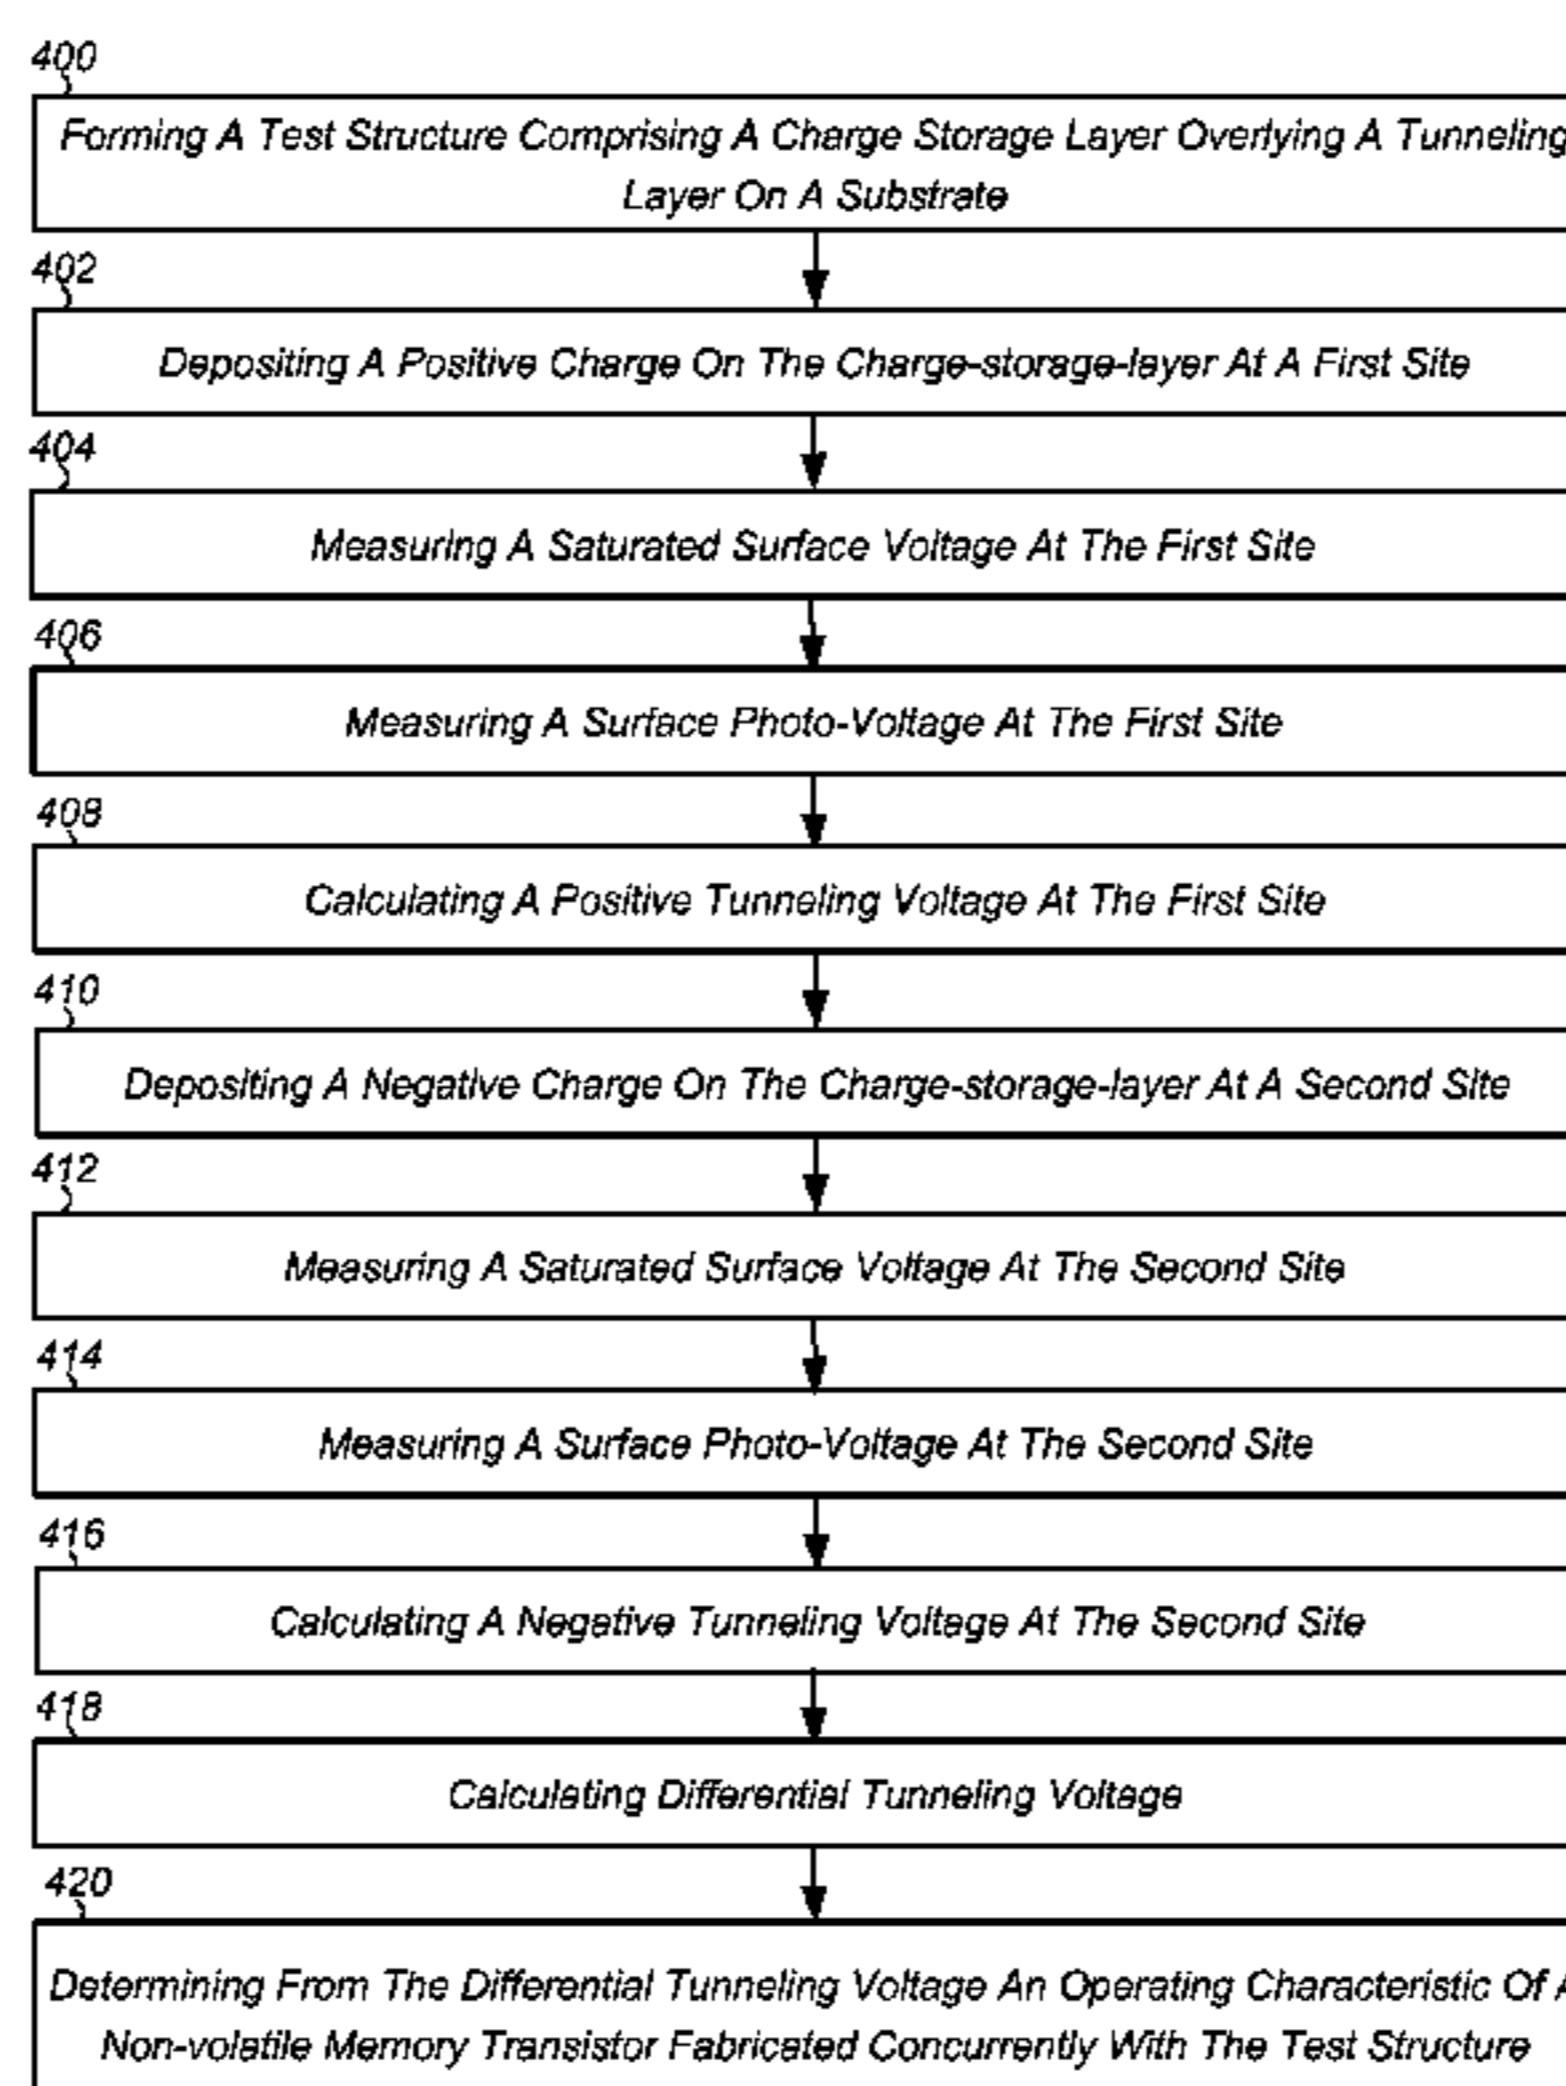 400
Forming A Test Structure Comprising A Charge Storage Layer Overlying A Tunneling
Layer On A Substrate
402
Depositing A Positive Charge On The Charge-storage-layer At A First Site
404
Measuring A Saturated Surface Voltage At The First Site
406
Measuring A Surface Photo-Voltage At The First Site
408
Calculating A Positive Tunneling Voltage At The First Site
410
Depositing A Negative Charge On The Charge-storage-layer At A Second Site
412
Measuring A Saturated Surface Voltage At The Second Site
414
Measuring A Surface Photo-Voltage At The Second Site
416
Calculating A Negative Tunneling Voltage At The Second Site
418
Calculating Differential Tunneling Voltage
420
Determining From The Differential Tunneling Voltage An Operating Characteristic Of A
Non-volatile Memory Transistor Fabricated Concurrently With The Test Structure